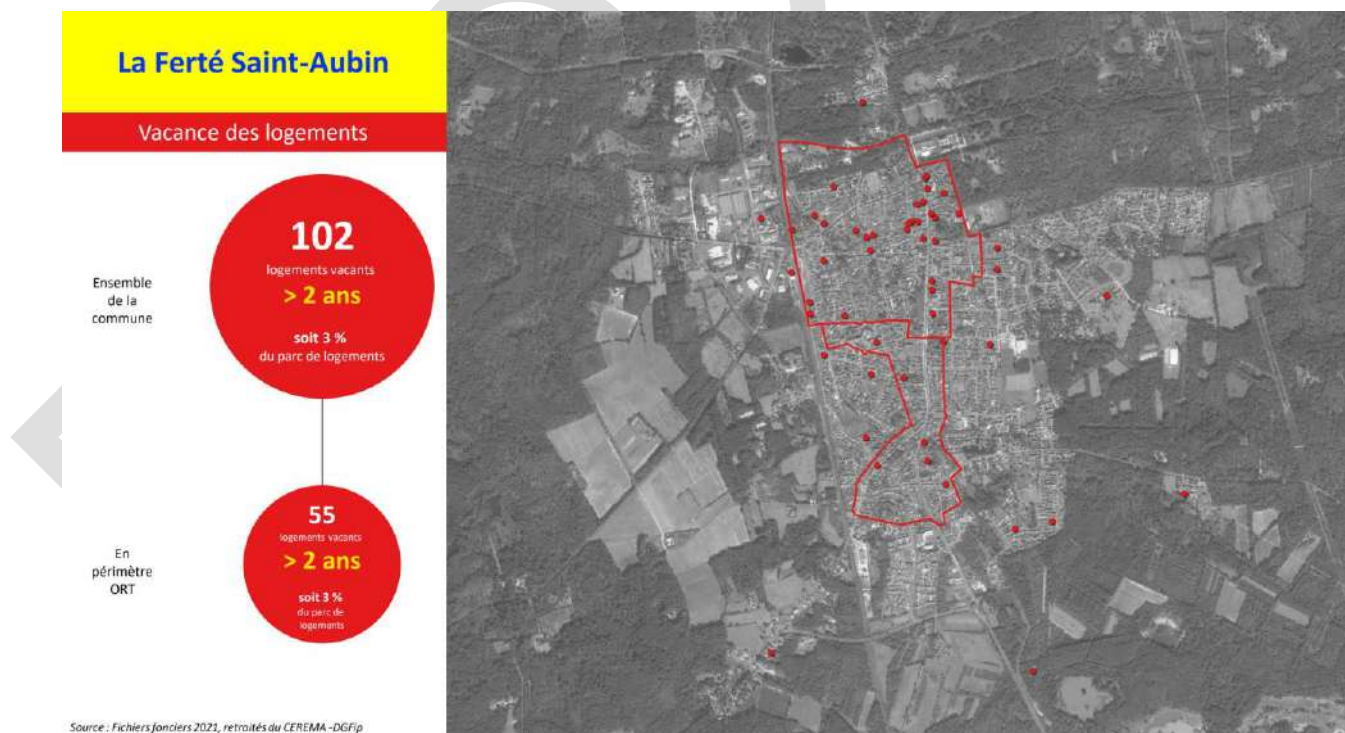 La Ferté Saint-Aubin
Vacance des logements
Ensemble
de la
commune
102
logements vacants
> 2 ans
soit 3 %
du parc de logements
En
périmètre
ORT
55
logements vacants
> 2 ans
soit 3 %
du parc de
logements
Source : Fichiers fonciers 2021, retraités du CEREMA -DGFip